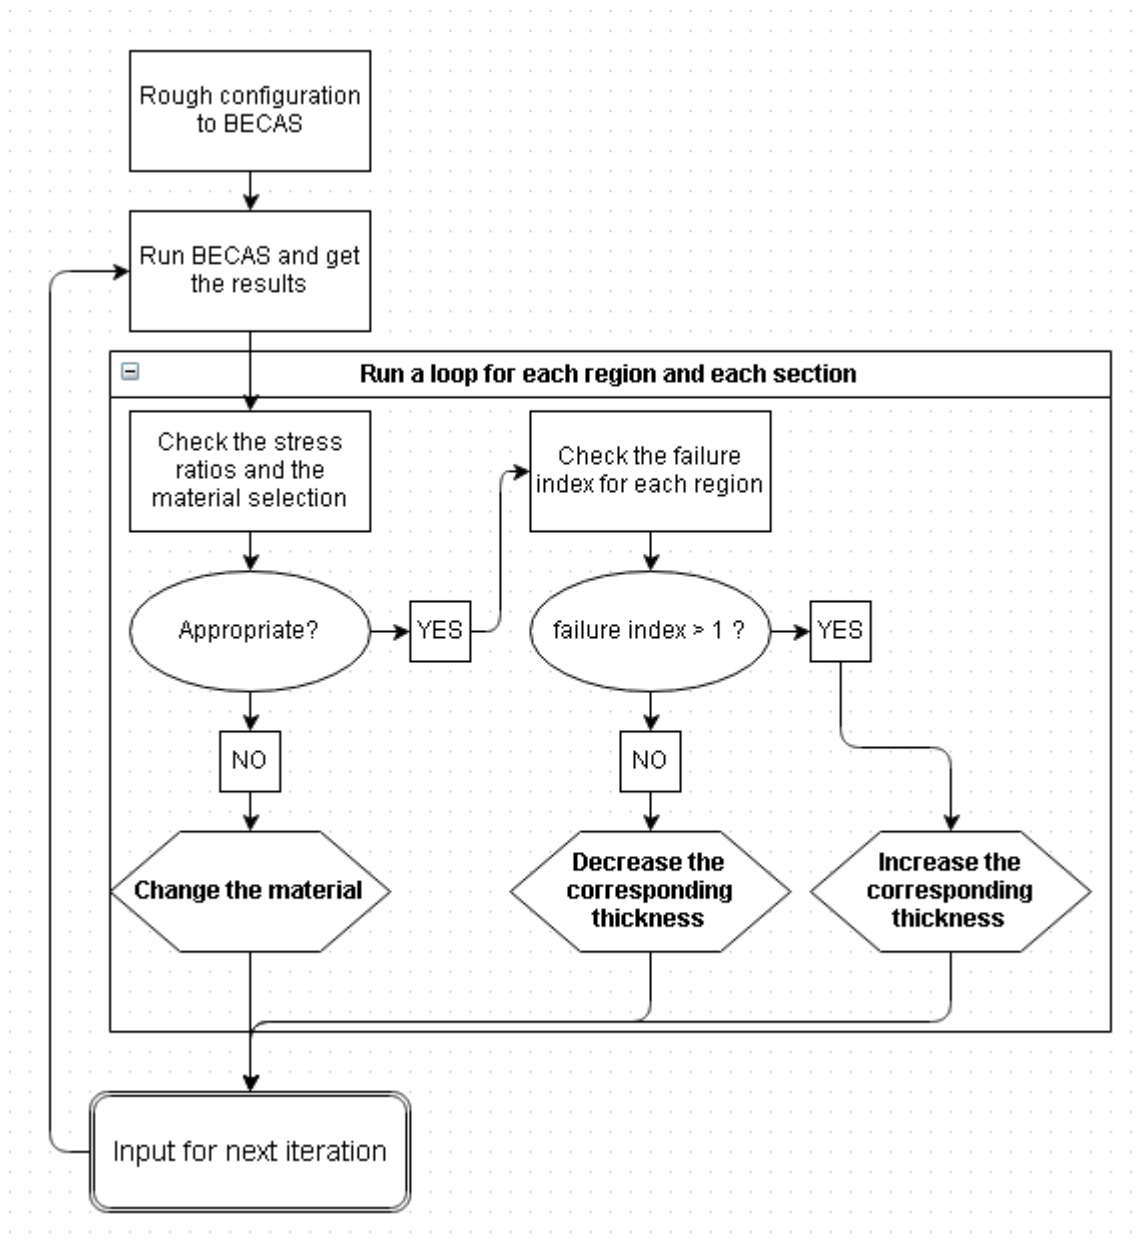 Rough configuration
to BECAS
Run BECAS and get
the results
Run a loop for each region and each section
Check the stress
ratios and the
material selection
Check the failure
index for each region
Appropriate?
YES
failure index > 1 ?
YES
NO
NO
Change the material
Decrease the
corresponding
thickness
Increase the
corresponding
thickness
Input for next iteration